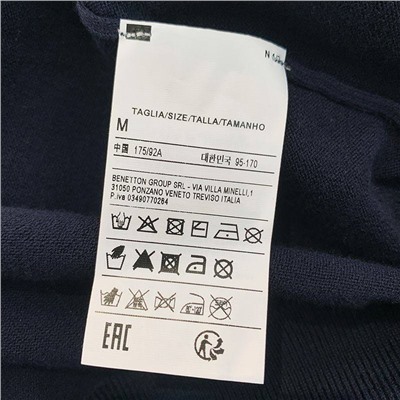 TAGLIA/SIZE/TALLA/TAMANHO
M
中国 175/92A 대한민국 95-170
BENETTON GROUP SRL - VIA VILLA MINELLI,1
31050 PONZANO VENETO TREVISO ITALIA
P.iva 03490770264
EAC